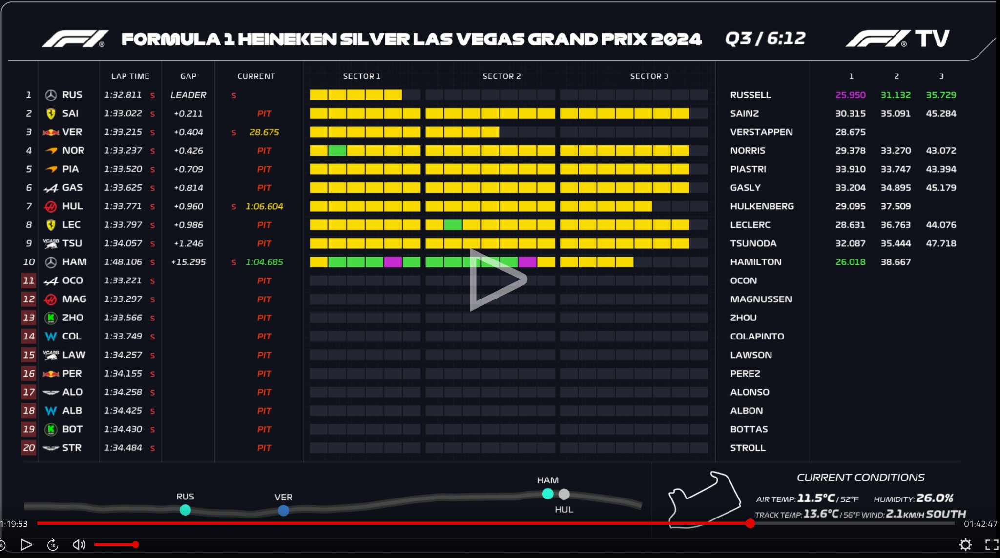 F1® FORMULA 1 HEINEKEN SILVER LAS VEGAS GRAND PRIX 2024 Q3 / 6:12 F1® TV
LAP TIME GAP CURRENT SECTOR 1 SECTOR 2 SECTOR 3 1 2 3
1 RUS 1:32.811 S LEADER S RUSSELL 25.950 31.132 35.729
2 SAI 1:33.022 S +0.211 PIT SAINZ 30.315 35.091 45.284
3 VER 1:33.215 S +0.404 S 28.675 VERSTAPPEN 28.675
4 NOR 1:33.237 S +0.426 PIT NORRIS 29.378 33.270 43.072
5 PIA 1:33.520 S +0.709 PIT PIASTRI 33.910 33.747 43.394
6 GAS 1:33.625 S +0.814 PIT GASLY 33.204 34.895 45.179
7 HUL 1:33.771 S +0.960 S 1:06.604 HULKENBERG 29.095 37.509
8 LEC 1:33.797 S +0.986 PIT LECLERC 28.631 36.763 44.076
9 VCARB TSU 1:34.057 S +1.246 PIT TSUNODA 32.087 35.444 47.718
10 HAM 1:48.106 S +15.295 S 1:04.685 HAMILTON 26.018 38.667
11 OCO 1:33.221 S PIT OCON
12 MAG 1:33.297 S PIT MAGNUSSEN
13 K ZHO 1:33.566 S PIT ZHOU
14 W COL 1:33.749 S PIT COLAPINTO
15 VCARB LAW 1:34.257 S PIT LAWSON
16 PER 1:34.155 S PIT PEREZ
17 ALO 1:34.258 S PIT ALONSO
18 W ALB 1:34.425 S PIT ALBON
19 K BOT 1:34.430 S PIT BOTTAS
20 STR 1:34.484 S PIT STROLL
RUS VER HAM HUL
CURRENT CONDITIONS
AIR TEMP: 11.5°C / 52°F HUMIDITY: 26.0%
TRACK TEMP: 13.6°C / 56°F WIND: 2.1KM/H SOUTH
1:19:53 01:42:47
10